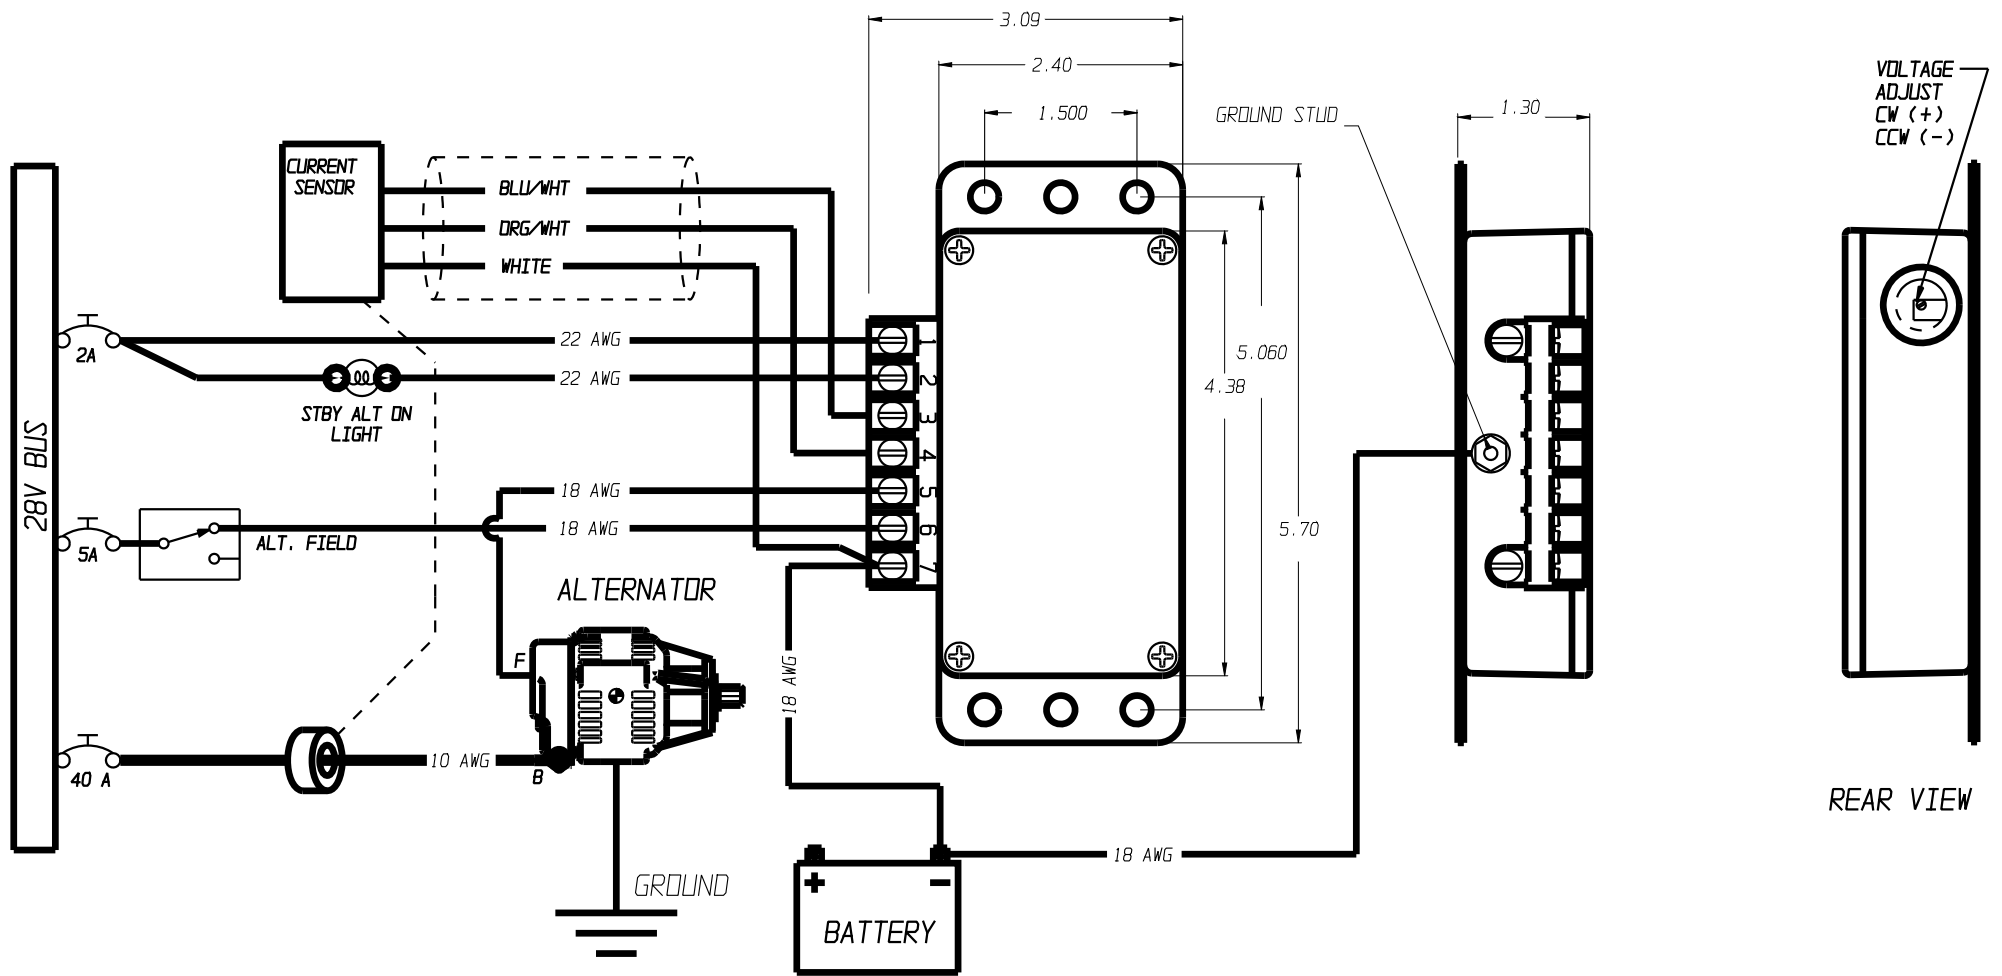 3.09
2.40
1.500
GROUND STUD
1.30
VOLTAGE
ADJUST
CW (+)
CCW (-)
CURRENT
SENSOR
BLU/WHT
ORG/WHT
WHITE
28V BUS
2A
22 AWG
22 AWG
STBY ALT ON
LIGHT
5A
ALT. FIELD
18 AWG
18 AWG
1
2
3
4
5
6
7
5.060
4.38
5.70
ALTERNATOR
F
B
40 A
10 AWG
18 AWG
18 AWG
GROUND
+
-
BATTERY
REAR VIEW